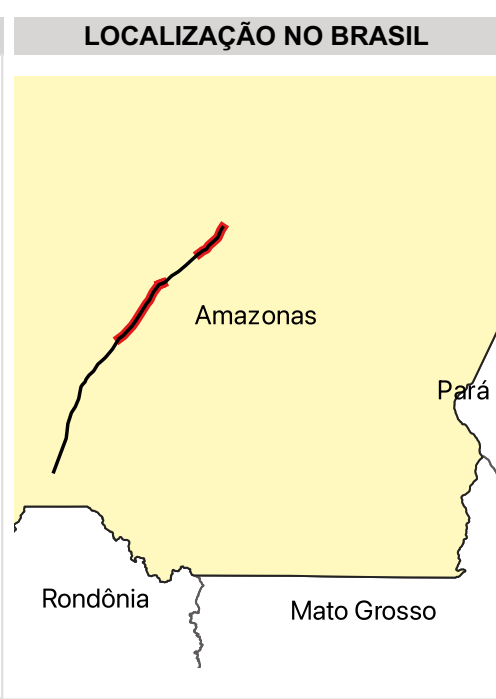 LOCALIZAÇÃO NO BRASIL
Amazonas
Pará
Rondônia
Mato Grosso